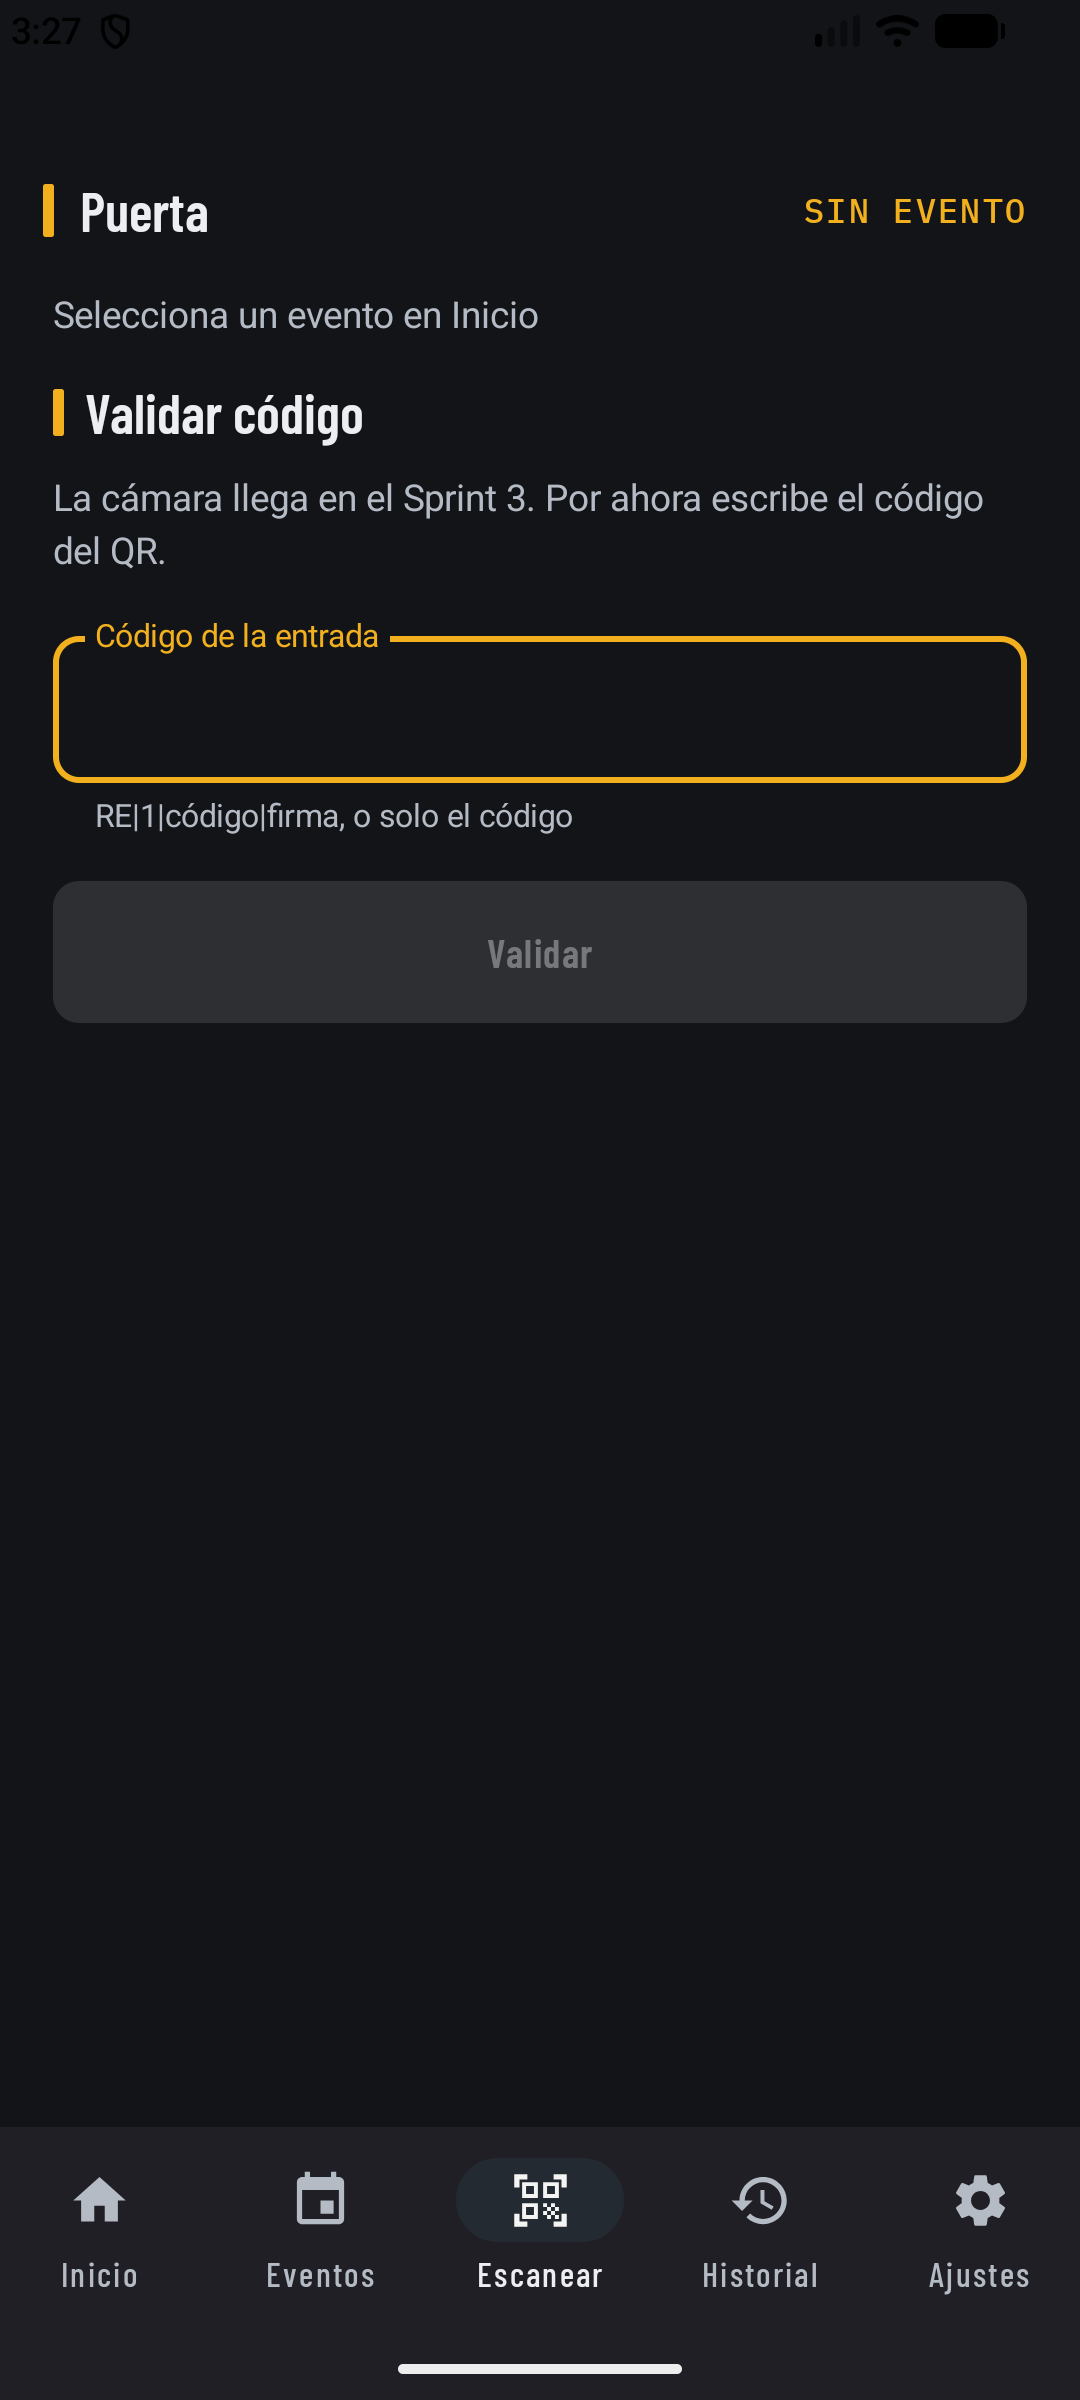 3:27
Puerta
SIN EVENTO
Selecciona un evento en Inicio
Validar código
La cámara llega en el Sprint 3. Por ahora escribe el código
del QR.
Código de la entrada
RE|1|código|firma, o solo el código
Validar
Inicio
Eventos
Escanear
Historial
Ajustes